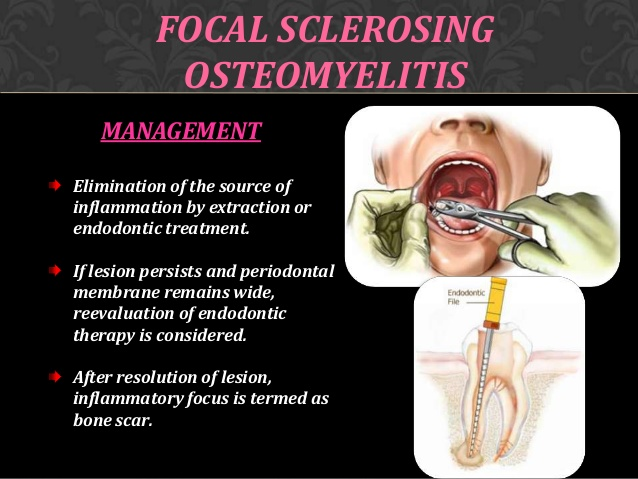 FOCAL SCLEROSING
OSTEOMYELITIS
MANAGEMENT
Elimination of the source of
inflammation by extraction or
endodontic treatment.
If lesion persists and periodontal
membrane remains wide,
reevaluation of endodontic
therapy is considered.
After resolution of lesion,
inflammatory focus is termed as
bone scar.
Endodontic
File